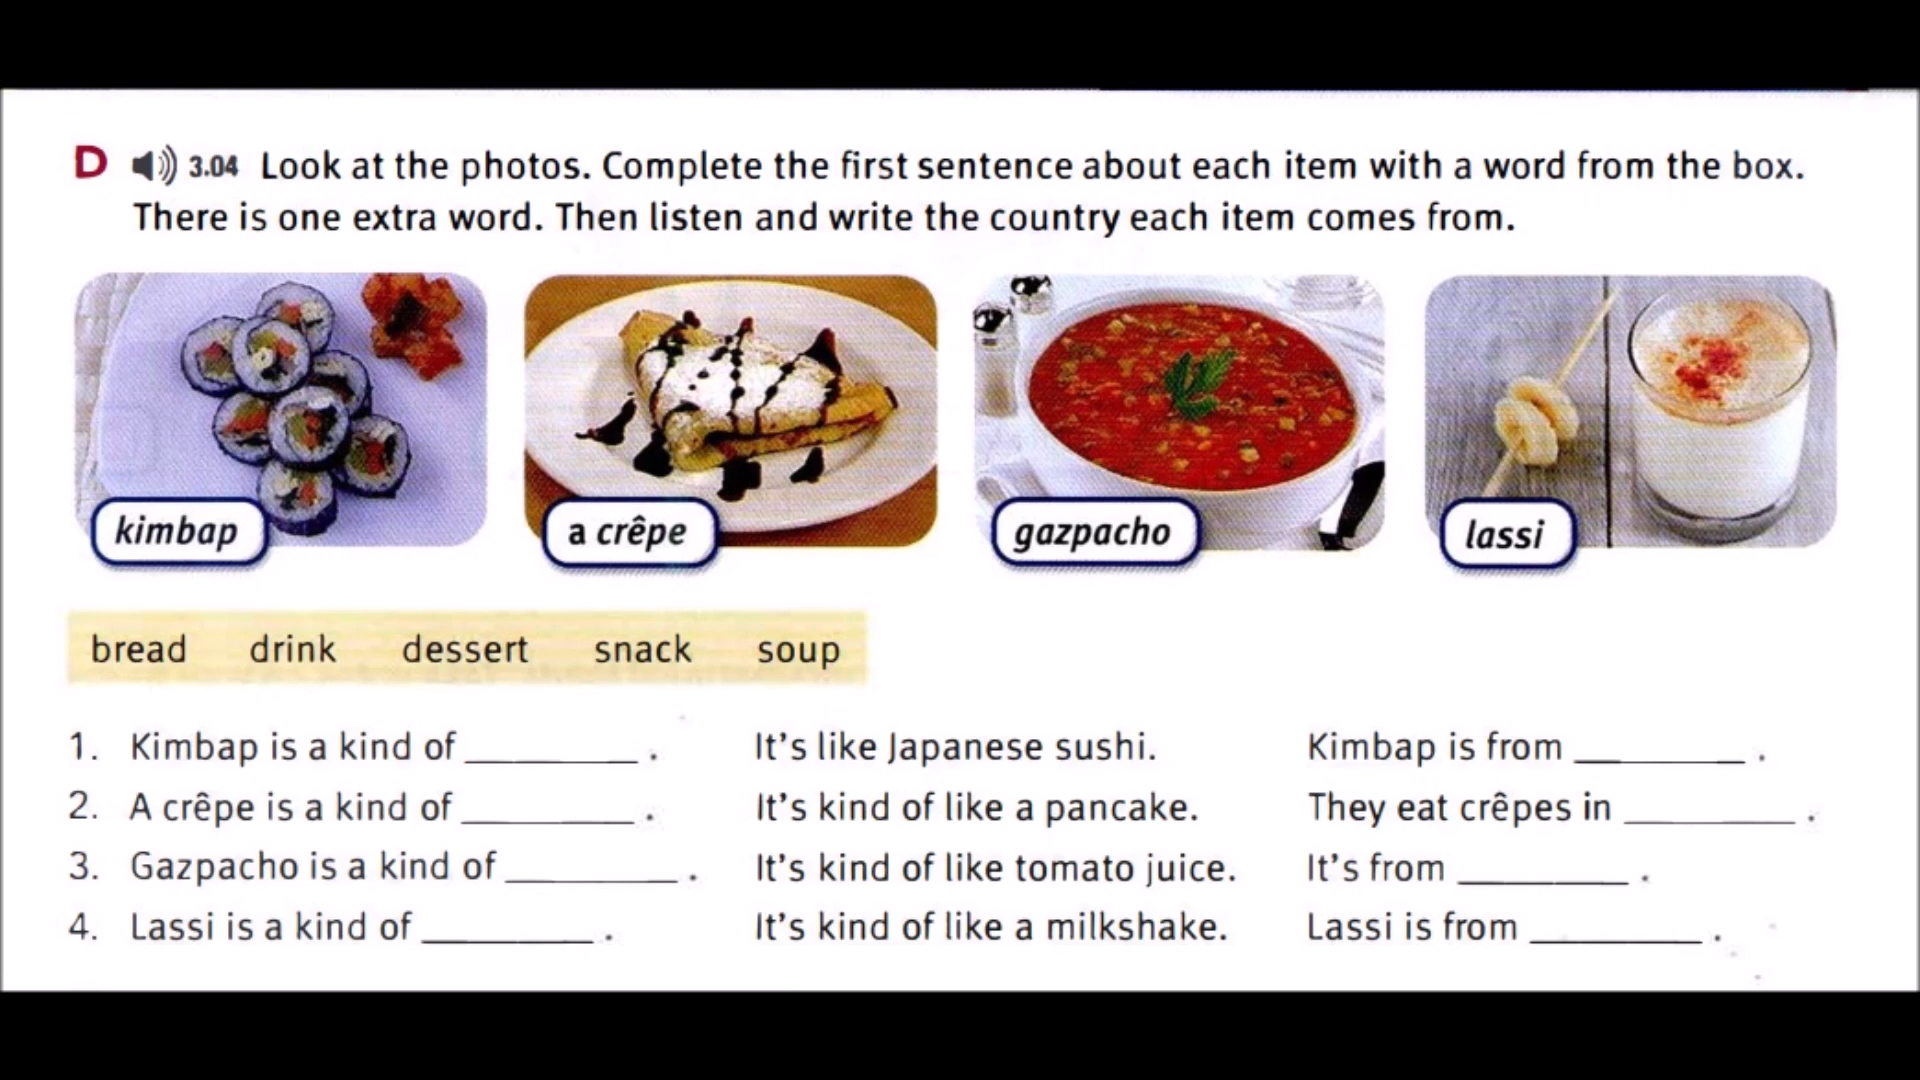 D 3.04 Look at the photos. Complete the first sentence about each item with a word from the box.
There is one extra word. Then listen and write the country each item comes from.
kimbap
a crêpe
gazpacho
lassi
bread drink dessert snack soup
1. Kimbap is a kind of ________ . It's like Japanese sushi. Kimbap is from ________ .
2. A crêpe is a kind of ________ . It's kind of like a pancake. They eat crêpes in ________ .
3. Gazpacho is a kind of ________ . It's kind of like tomato juice. It's from ________ .
4. Lassi is a kind of ________ . It's kind of like a milkshake. Lassi is from ________ .